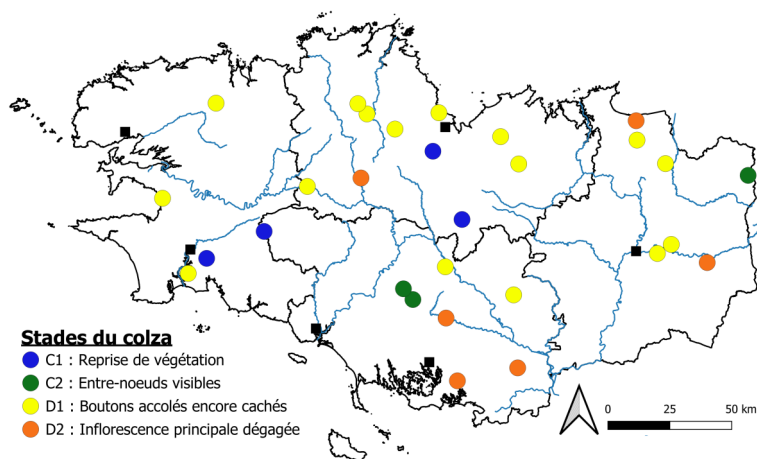 Stades du colza
C1 : Reprise de végétation
C2 : Entre-noeuds visibles
D1 : Boutons accolés encore cachés
D2 : Inflorescence principale dégagée
0 25 50 km